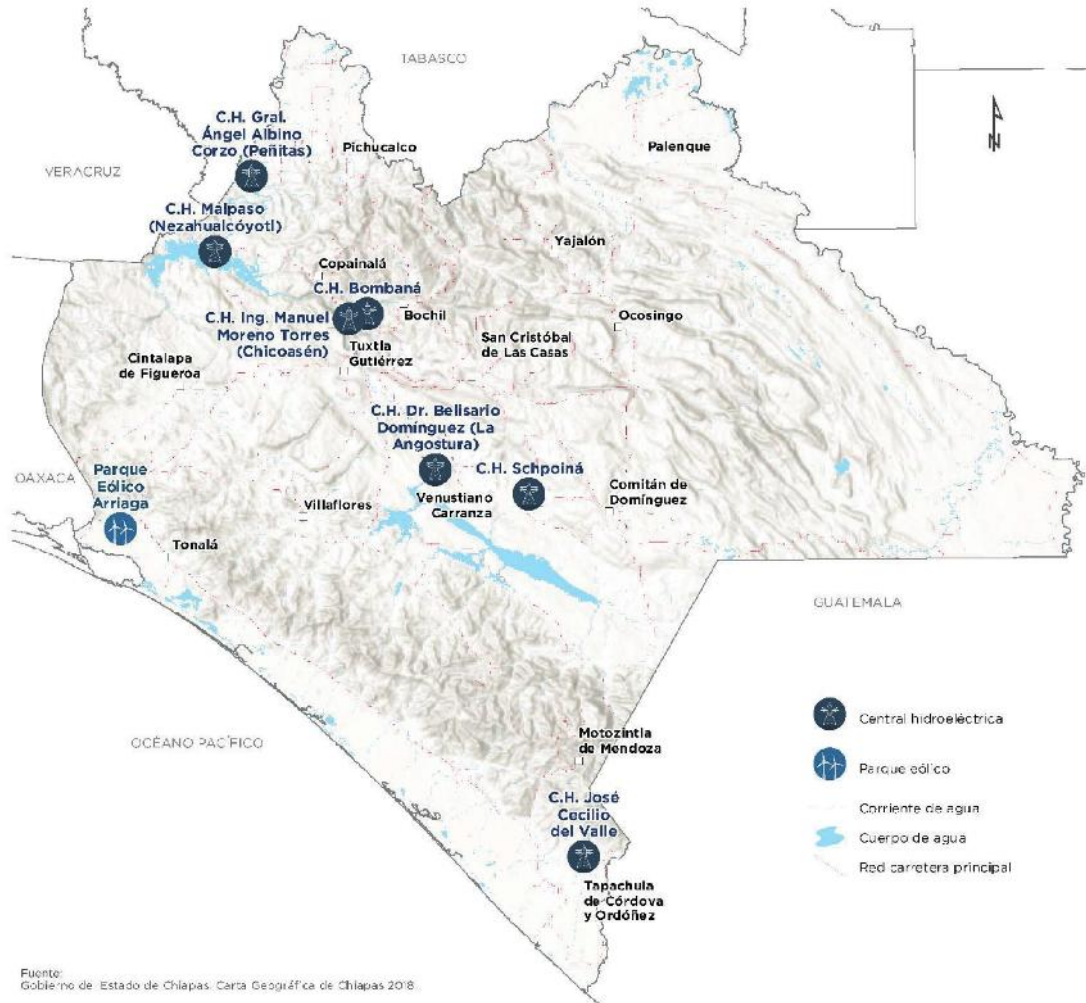 TABASCO
C.H. Gral.
Ángel Albino
Corzo (Peñitas)
Pichucalco
Palenque
N
VERACRUZ
C.H. Malpaso
(Nezahualcóyotl)
Yajalón
Copainalá
C.H. Bombaná
C.H. Ing. Manuel
Moreno Torres
(Chicoasén)
Bochil
Ocosingo
San Cristóbal
de Las Casas
Tuxtla
Gutiérrez
Cintalapa
de Figueroa
C.H. Dr. Belisario
Domínguez (La
Angostura)
C.H. Schpoiná
OAXACA
Parque
Eólico
Arriaga
Comitán de
Domínguez
Venustiano
Carranza
Villaflores
Tonalá
GUATEMALA
Central hidroeléctrica
OCÉANO PACÍFICO
Motozintla
de Mendoza
Parque eólico
C.H. José
Cecilio
del Valle
Corriente de agua
Cuerpo de agua
Red carretera principal
Tapachula
de Córdova
y Ordóñez
Fuente:
Gobierno del Estado de Chiapas. Carta Geográfica de Chiapas 2018.